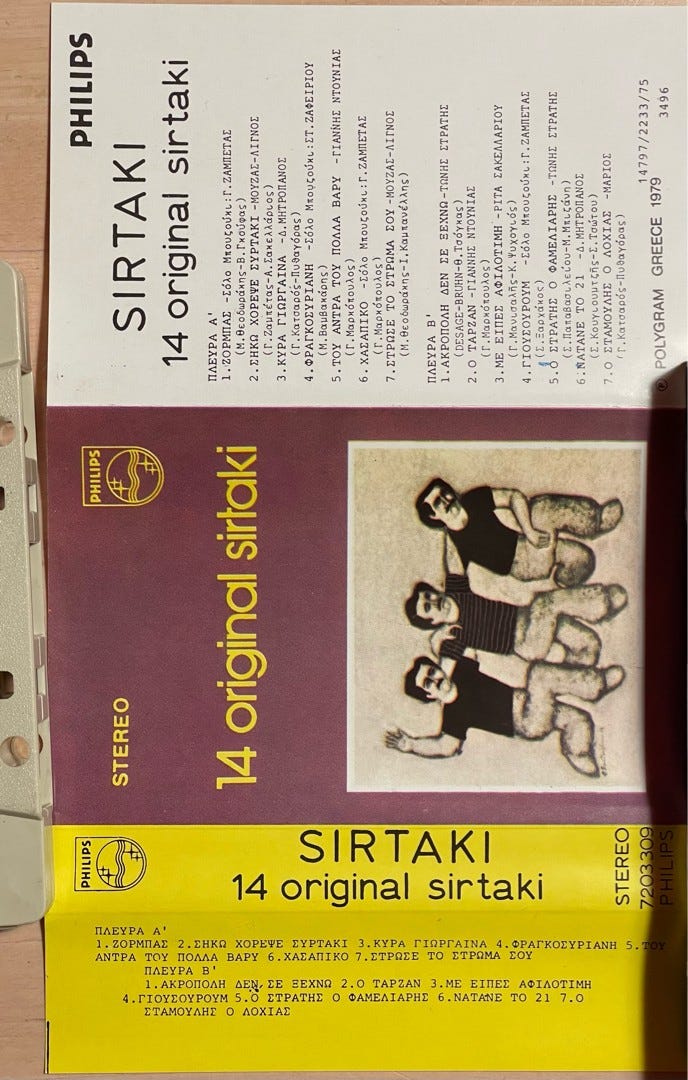 PHILIPS
SIRTAKI
14 original sirtaki
ΠΛΕΥΡΑ Α'
1.ΖΟΡΜΠΑΣ -Σόλο Μπουζούκι:Γ.ΖΑΜΠΕΤΑΣ
(Μ.Θεοδωράκης-Β.Γκούφας)
2.ΣΗΚΩ ΧΟΡΕΨΕ ΣΥΡΤΑΚΙ -ΜΟΥΖΑΣ-ΛΙΓΝΟΣ
(Γ.Ζαμπέτας-Α.Σακελλάριος)
3.ΚΥΡΑ ΓΙΩΡΓΑΙΝΑ -Δ.ΜΗΤΡΟΠΑΝΟΣ
(Γ.Κατσαρός-Πυθαγόρας)
4.ΦΡΑΓΚΟΣΥΡΙΑΝΗ -Σόλο Μπουζούκι:ΣΤ.ΖΑΦΕΙΡΙΟΥ
(Μ.Βαμβακάρης)
5.ΤΟΥ ΑΝΤΡΑ ΤΟΥ ΠΟΛΛΑ ΒΑΡΥ -ΓΙΑΝΝΗΣ ΝΤΟΥΝΙΑΣ
(Γ.Μαρκόπουλος)
6.ΧΑΣΑΠΙΚΟ -Σόλο Μπουζούκι:Γ.ΖΑΜΠΕΤΑΣ
(Γ.Μαρκόπουλος)
7.ΣΤΡΩΣΕ ΤΟ ΣΤΡΩΜΑ ΣΟΥ -ΜΟΥΖΑΣ-ΛΙΓΝΟΣ
(Μ.Θεοδωράκης-Ι.Καμπανέλλης)
ΠΛΕΥΡΑ Β'
1.ΑΚΡΟΠΟΛΗ ΔΕΝ ΣΕ ΞΕΧΝΩ-ΤΩΝΗΣ ΣΤΡΑΤΗΣ
(DESAGE-BRUHN-Θ.Τσόγκας)
2.Ο ΤΑΡΖΑΝ -ΓΙΑΝΝΗΣ ΝΤΟΥΝΙΑΣ
(Γ.Μαρκόπουλος)
3.ΜΕ ΕΙΠΕΣ ΑΦΙΛΟΤΙΜΗ -ΡΙΤΑ ΣΑΚΕΛΛΑΡΙΟΥ
(Γ.Μανισαλής-Κ.Ψυχογιός)
4.ΓΙΟΥΣΟΥΡΟΥΜ -Σόλο Μπουζούκι:Γ.ΖΑΜΠΕΤΑΣ
(Σ.Ξαρχάκος)
5.Ο ΣΤΡΑΤΗΣ Ο ΦΑΜΕΛΙΑΡΗΣ -ΤΩΝΗΣ ΣΤΡΑΤΗΣ
(Σ.Παπαβασιλείου-Μ.Μπιζάνη)
6.ΝΑΤΑΝΕ ΤΟ 21 -Δ.ΜΗΤΡΟΠΑΝΟΣ
(Σ.Κουγιουμτζής-Σ.Τσώτου)
7.Ο ΣΤΑΜΟΥΛΗΣ Ο ΛΟΧΙΑΣ -ΜΑΡΙΟΣ
(Γ.Κατσαρός-Πυθαγόρας)
14797/2233/75
3496
℗ POLYGRAM GREECE 1979
PHILIPS
STEREO
14 original sirtaki
PHILIPS
SIRTAKI
14 original sirtaki
STEREO
7203309
PHILIPS
ΠΛΕΥΡΑ Α'
1.ΖΟΡΜΠΑΣ 2.ΣΗΚΩ ΧΟΡΕΨΕ ΣΥΡΤΑΚΙ 3.ΚΥΡΑ ΓΙΩΡΓΑΙΝΑ 4.ΦΡΑΓΚΟΣΥΡΙΑΝΗ 5.ΤΟΥ
ΑΝΤΡΑ ΤΟΥ ΠΟΛΛΑ ΒΑΡΥ 6.ΧΑΣΑΠΙΚΟ 7.ΣΤΡΩΣΕ ΤΟ ΣΤΡΩΜΑ ΣΟΥ
ΠΛΕΥΡΑ Β'
1.ΑΚΡΟΠΟΛΗ ΔΕΝ ΣΕ ΞΕΧΝΩ 2.Ο ΤΑΡΖΑΝ 3.ΜΕ ΕΙΠΕΣ ΑΦΙΛΟΤΙΜΗ
4.ΓΙΟΥΣΟΥΡΟΥΜ 5.Ο ΣΤΡΑΤΗΣ Ο ΦΑΜΕΛΙΑΡΗΣ 6.ΝΑΤΑΝΕ ΤΟ 21 7.Ο
ΣΤΑΜΟΥΛΗΣ Ο ΛΟΧΙΑΣ